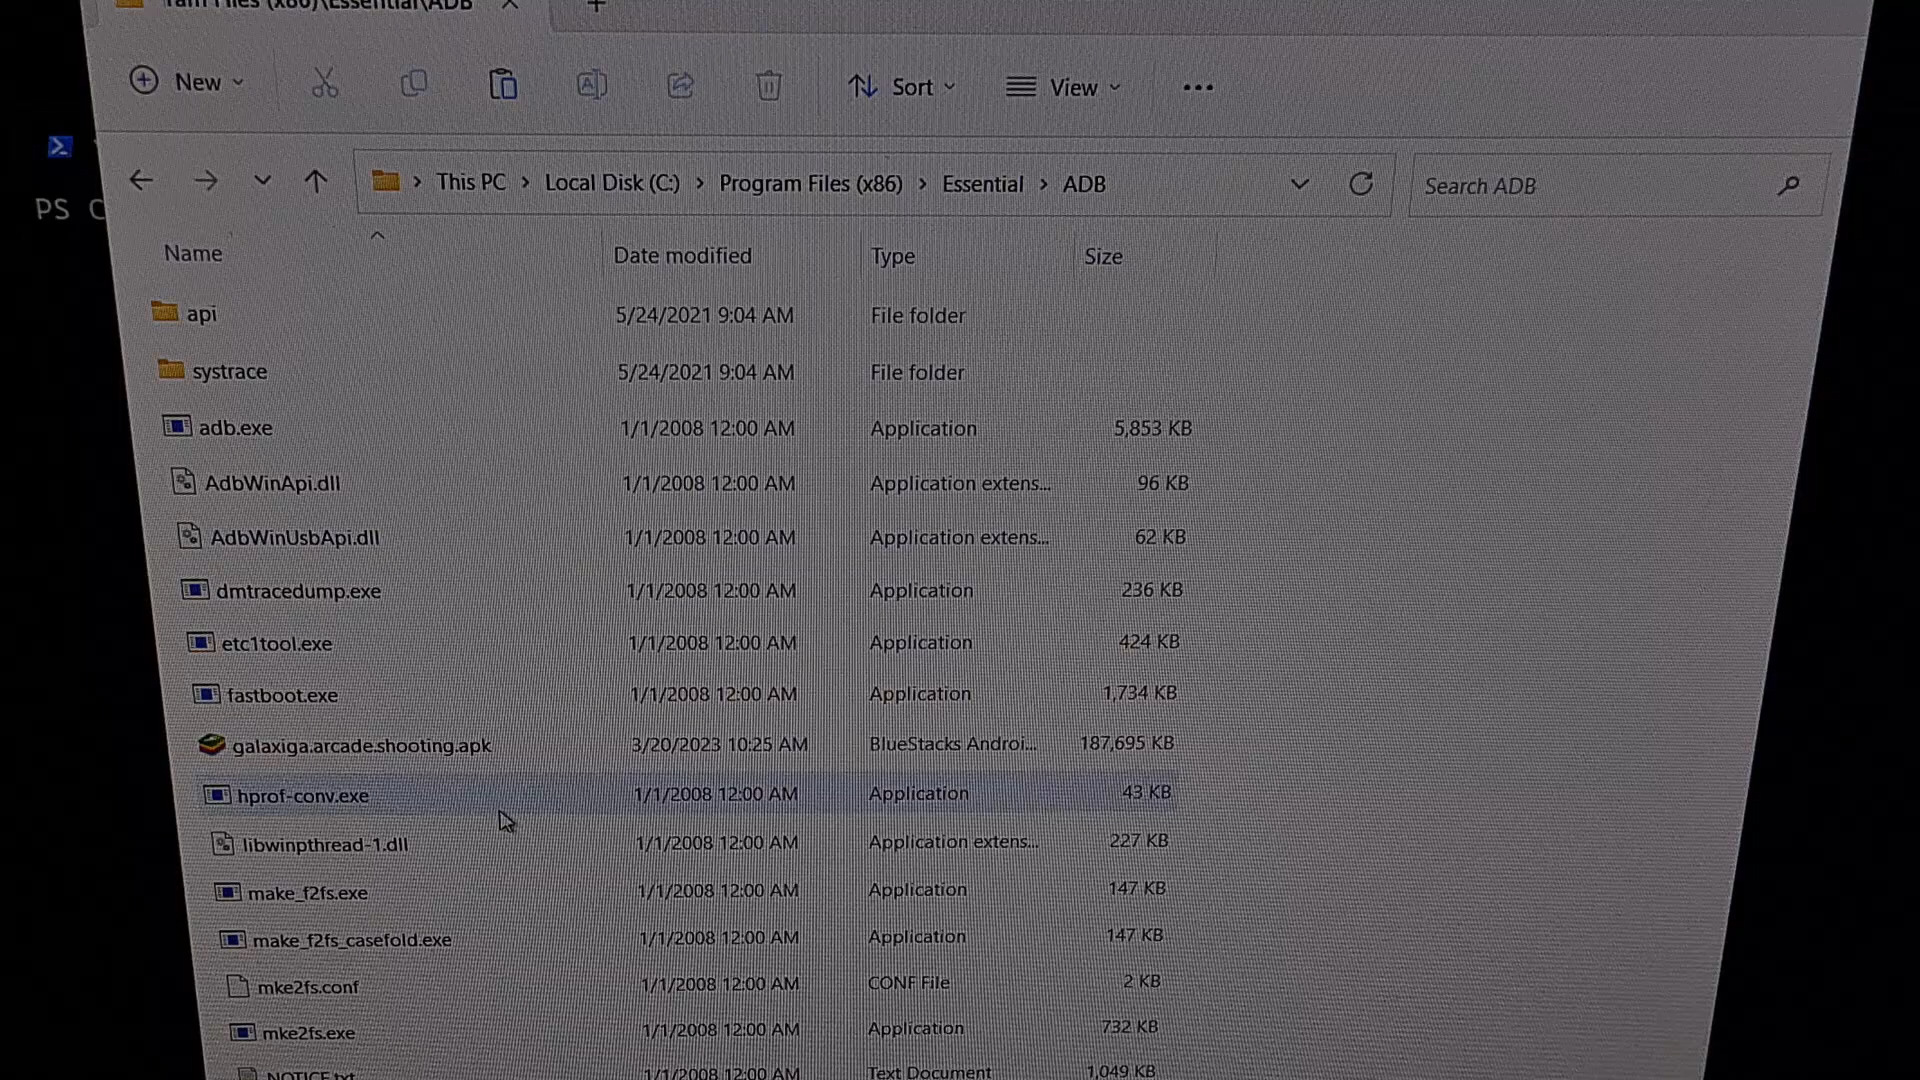 ram Files (x86)\Essential\ADB
New
Sort
View
This PC > Local Disk (C:) > Program Files (x86) > Essential > ADB
Search ADB
PS C
Name Date modified Type Size
api 5/24/2021 9:04 AM File folder
systrace 5/24/2021 9:04 AM File folder
adb.exe 1/1/2008 12:00 AM Application 5,853 KB
AdbWinApi.dll 1/1/2008 12:00 AM Application extens... 96 KB
AdbWinUsbApi.dll 1/1/2008 12:00 AM Application extens... 62 KB
dmtracedump.exe 1/1/2008 12:00 AM Application 236 KB
etc1tool.exe 1/1/2008 12:00 AM Application 424 KB
fastboot.exe 1/1/2008 12:00 AM Application 1,734 KB
galaxiga.arcade.shooting.apk 3/20/2023 10:25 AM BlueStacks Androi... 187,695 KB
hprof-conv.exe 1/1/2008 12:00 AM Application 43 KB
libwinpthread-1.dll 1/1/2008 12:00 AM Application extens... 227 KB
make_f2fs.exe 1/1/2008 12:00 AM Application 147 KB
make_f2fs_casefold.exe 1/1/2008 12:00 AM Application 147 KB
mke2fs.conf 1/1/2008 12:00 AM CONF File 2 KB
mke2fs.exe 1/1/2008 12:00 AM Application 732 KB
NOTICE.txt 1/1/2008 12:00 AM Text Document 1,049 KB